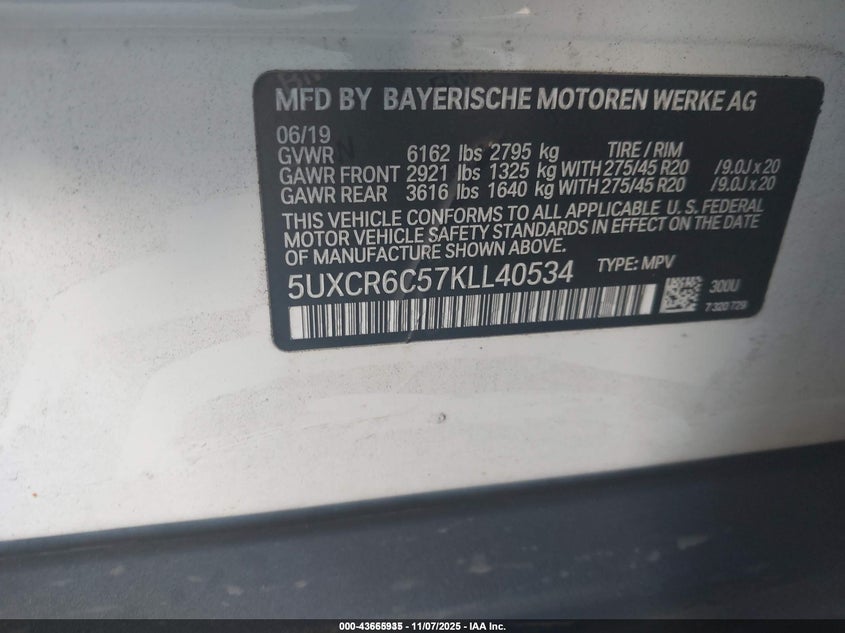 MFD BY BAYERISCHE MOTOREN WERKE AG
06/19
GVWR 6162 lbs 2795 kg TIRE / RIM
GAWR FRONT 2921 lbs 1325 kg WITH 275/45 R20 /9.0J x 20
GAWR REAR 3616 lbs 1640 kg WITH 275/45 R20 /9.0J x 20
THIS VEHICLE CONFORMS TO ALL APPLICABLE U.S. FEDERAL
MOTOR VEHICLE SAFETY STANDARDS IN EFFECT ON THE DATE
OF MANUFACTURE SHOWN ABOVE.
5UXCR6C57KLL40534 TYPE: MPV
300U
7 320 729
000-43665935 - 11/07/2025 - IAA Inc.